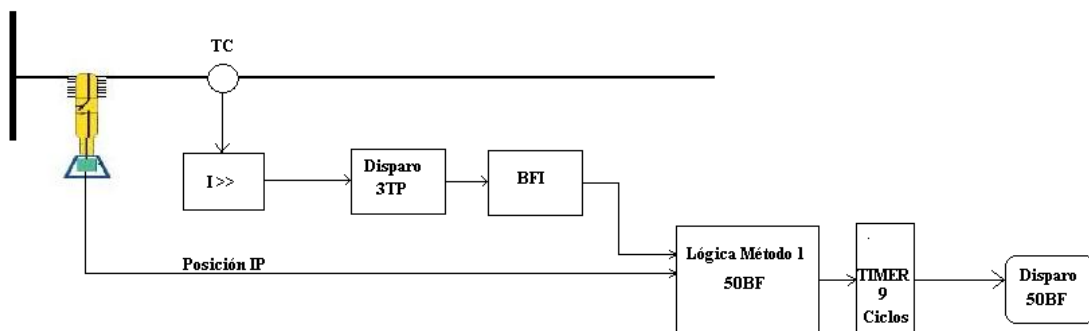 TC
I >>
Disparo
3TP
BFI
Posición IP
Lógica Método 1
50BF
TIMER
9
Ciclos
Disparo
50BF